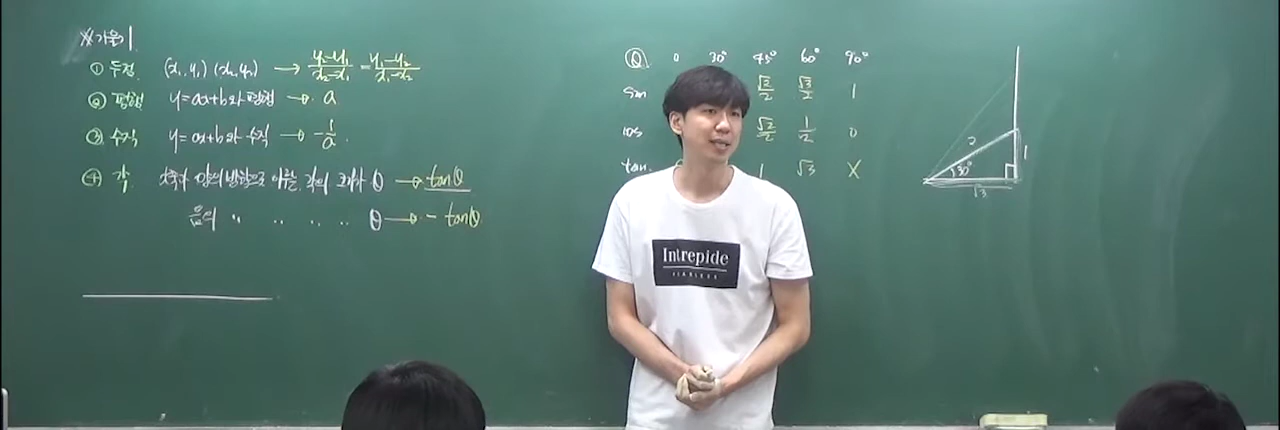 ※ 기울기
① 두점 (x₁, y₁) (x₂, y₂) → y₂-y₁/x₂-x₁ = y₁-y₂/x₁-x₂
② 평행 y=ax+b와 평행 → a
③ 수직 y=ax+b와 수직 → -1/a.
④ 각 x축과 양의 방향으로 이루는 각의 크기가 θ → tanθ
음의 〃 ‥ ‥ ‥ θ → - tanθ
θ 0 30° 45° 60° 90°
sin √2/2 √3/2 1
cos √2/2 1/2 0
tan 1 √3 X
2
1
30°
√3
Intrepide
FEARLESS